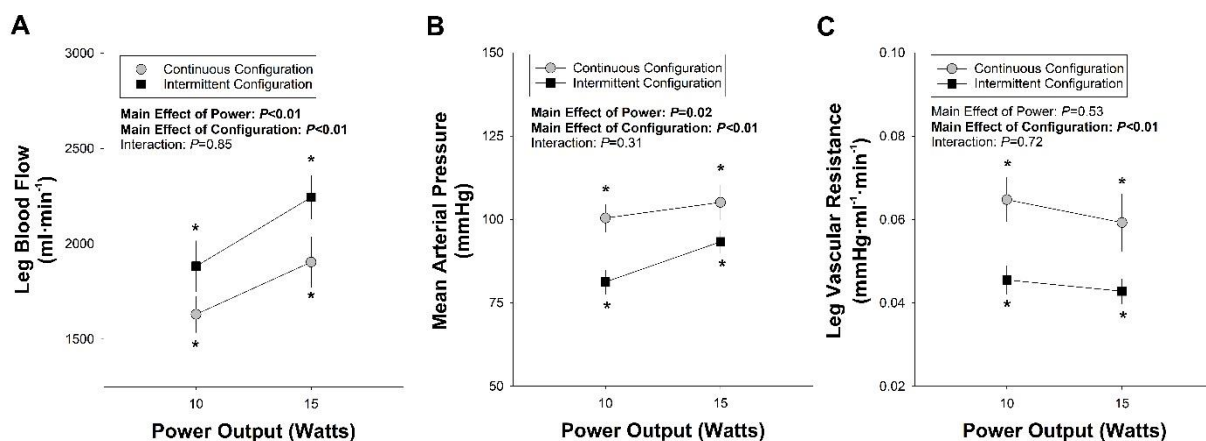 A
3000
Continuous Configuration
Intermittent Configuration
Main Effect of Power: P<0.01
Main Effect of Configuration: P<0.01
Interaction: P=0.85
2500
2000
1500
Leg Blood Flow
(ml·min⁻¹)
*
*
*
*
10
15
Power Output (Watts)
B
150
Continuous Configuration
Intermittent Configuration
Main Effect of Power: P=0.02
Main Effect of Configuration: P<0.01
Interaction: P=0.31
125
100
75
50
Mean Arterial Pressure
(mmHg)
*
*
*
*
10
15
Power Output (Watts)
C
0.10
Continuous Configuration
Intermittent Configuration
Main Effect of Power: P=0.53
Main Effect of Configuration: P<0.01
Interaction: P=0.72
0.08
0.06
0.04
0.02
Leg Vascular Resistance
(mmHg·ml⁻¹·min⁻¹)
*
*
*
*
10
15
Power Output (Watts)